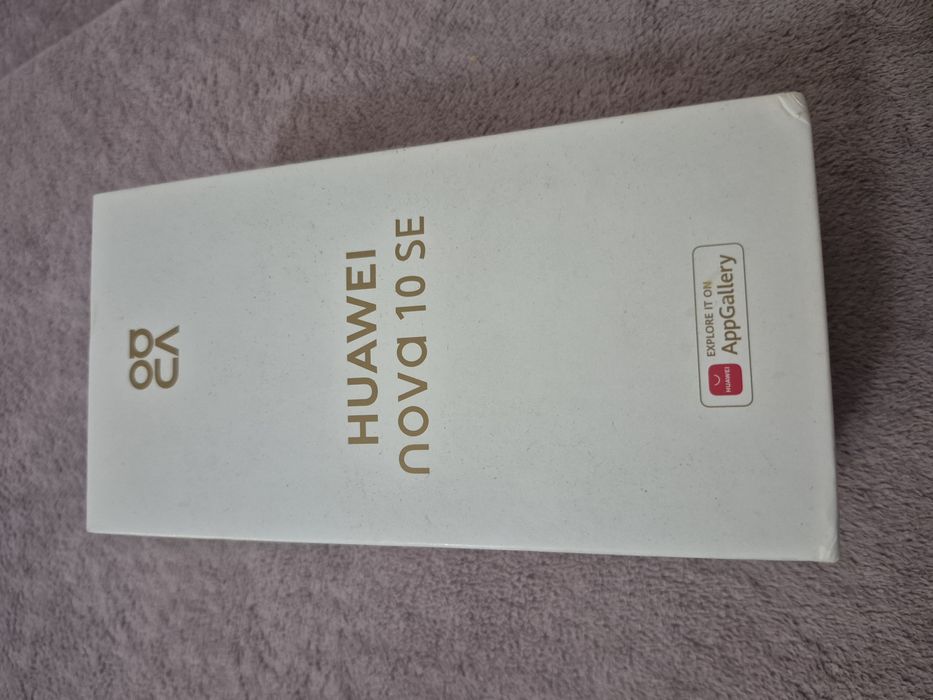 HUAWEI
nova 10 SE
EXPLORE IT ON
AppGallery
HUAWEI